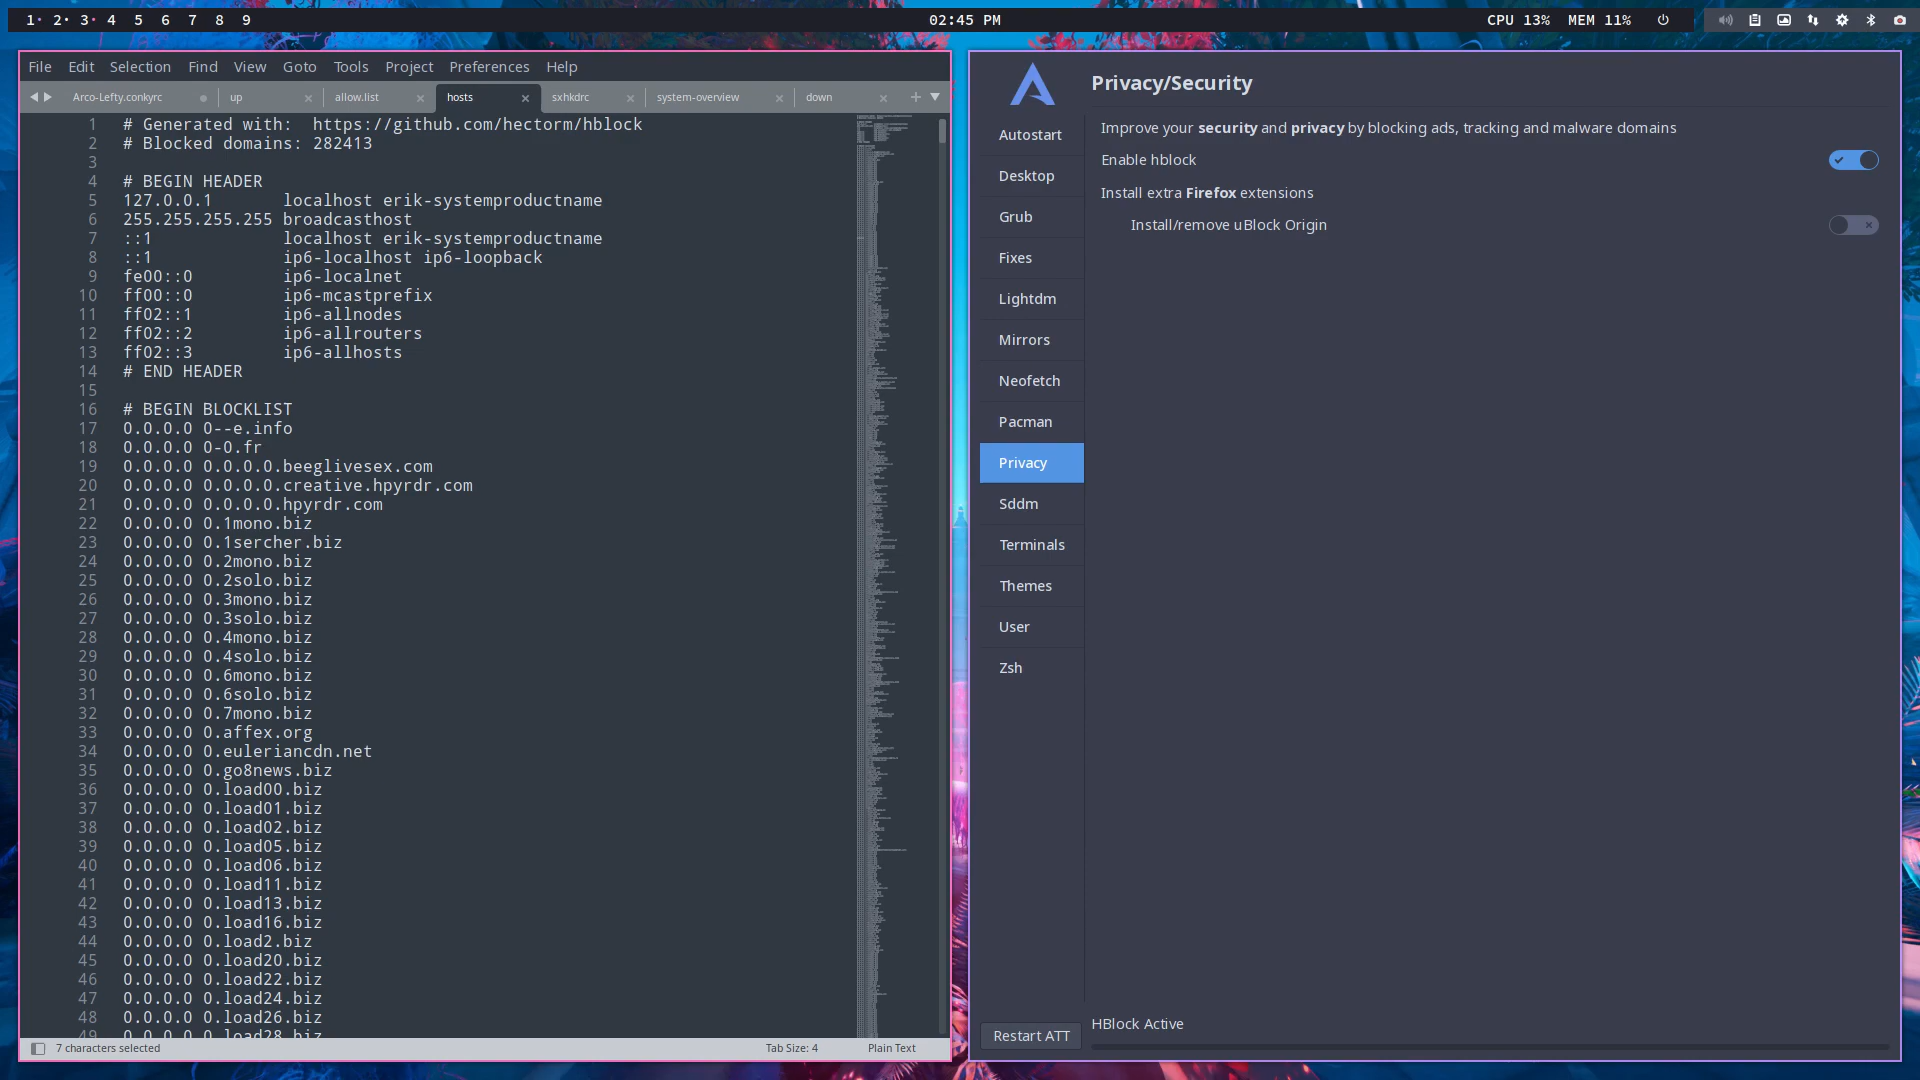 1 2 3 4 5 6 7 8 9
02:45 PM
CPU 13% MEM 11%
File Edit Selection Find View Goto Tools Project Preferences Help
Arco-Lefty.conkyrc up allow.list hosts sxhkdrc system-overview down
1 # Generated with:  https://github.com/hectorm/hblock
2 # Blocked domains: 282413
3
4 # BEGIN HEADER
5 127.0.0.1       localhost erik-systemproductname
6 255.255.255.255 broadcasthost
7 ::1             localhost erik-systemproductname
8 ::1             ip6-localhost ip6-loopback
9 fe00::0         ip6-localnet
10 ff00::0         ip6-mcastprefix
11 ff02::1         ip6-allnodes
12 ff02::2         ip6-allrouters
13 ff02::3         ip6-allhosts
14 # END HEADER
15
16 # BEGIN BLOCKLIST
17 0.0.0.0 0--e.info
18 0.0.0.0 0-0.fr
19 0.0.0.0 0.0.0.0.beeglivesex.com
20 0.0.0.0 0.0.0.0.creative.hpyrdr.com
21 0.0.0.0 0.0.0.0.hpyrdr.com
22 0.0.0.0 0.1mono.biz
23 0.0.0.0 0.1sercher.biz
24 0.0.0.0 0.2mono.biz
25 0.0.0.0 0.2solo.biz
26 0.0.0.0 0.3mono.biz
27 0.0.0.0 0.3solo.biz
28 0.0.0.0 0.4mono.biz
29 0.0.0.0 0.4solo.biz
30 0.0.0.0 0.6mono.biz
31 0.0.0.0 0.6solo.biz
32 0.0.0.0 0.7mono.biz
33 0.0.0.0 0.affex.org
34 0.0.0.0 0.euleriancdn.net
35 0.0.0.0 0.go8news.biz
36 0.0.0.0 0.load00.biz
37 0.0.0.0 0.load01.biz
38 0.0.0.0 0.load02.biz
39 0.0.0.0 0.load05.biz
40 0.0.0.0 0.load06.biz
41 0.0.0.0 0.load11.biz
42 0.0.0.0 0.load13.biz
43 0.0.0.0 0.load16.biz
44 0.0.0.0 0.load2.biz
45 0.0.0.0 0.load20.biz
46 0.0.0.0 0.load22.biz
47 0.0.0.0 0.load24.biz
48 0.0.0.0 0.load26.biz
49 0.0.0.0 0.load28.biz
7 characters selected
Tab Size: 4
Plain Text
Autostart
Desktop
Grub
Fixes
Lightdm
Mirrors
Neofetch
Pacman
Privacy
Sddm
Terminals
Themes
User
Zsh
Restart ATT
Privacy/Security
Improve your security and privacy by blocking ads, tracking and malware domains
Enable hblock
Install extra Firefox extensions
Install/remove uBlock Origin
HBlock Active